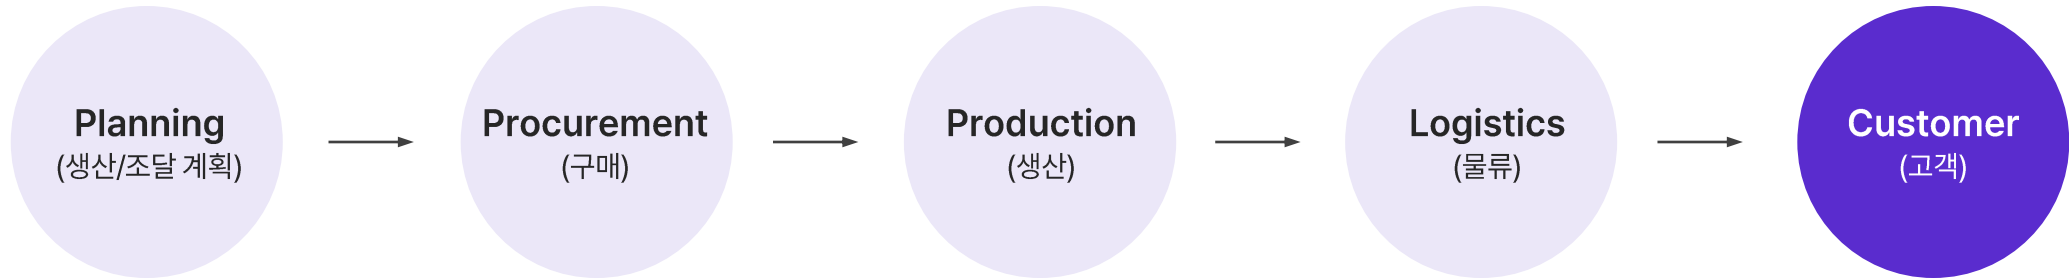 Planning
(생산/조달 계획)
Procurement
(구매)
Production
(생산)
Logistics
(물류)
Customer
(고객)